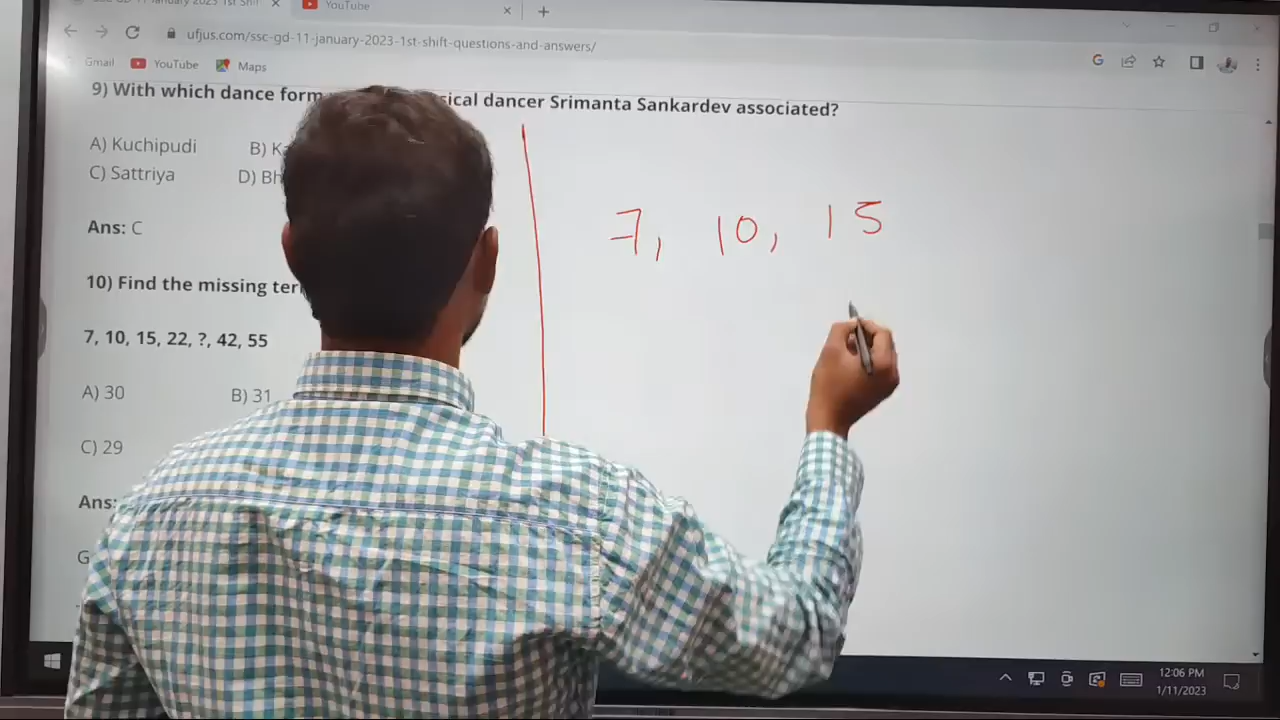 YouTube
ufjus.com/ssc-gd-11-january-2023-1st-shift-questions-and-answers/
Gmail YouTube Maps
9) With which dance form sical dancer Srimanta Sankardev associated?
A) Kuchipudi B)
C) Sattriya D)
Ans: C
10) Find the missing
7, 10, 15, 22, ?, 42, 55
A) 30 B) 31
C) 29
Ans:
7, 10, 15
12:06 PM
1/11/2023